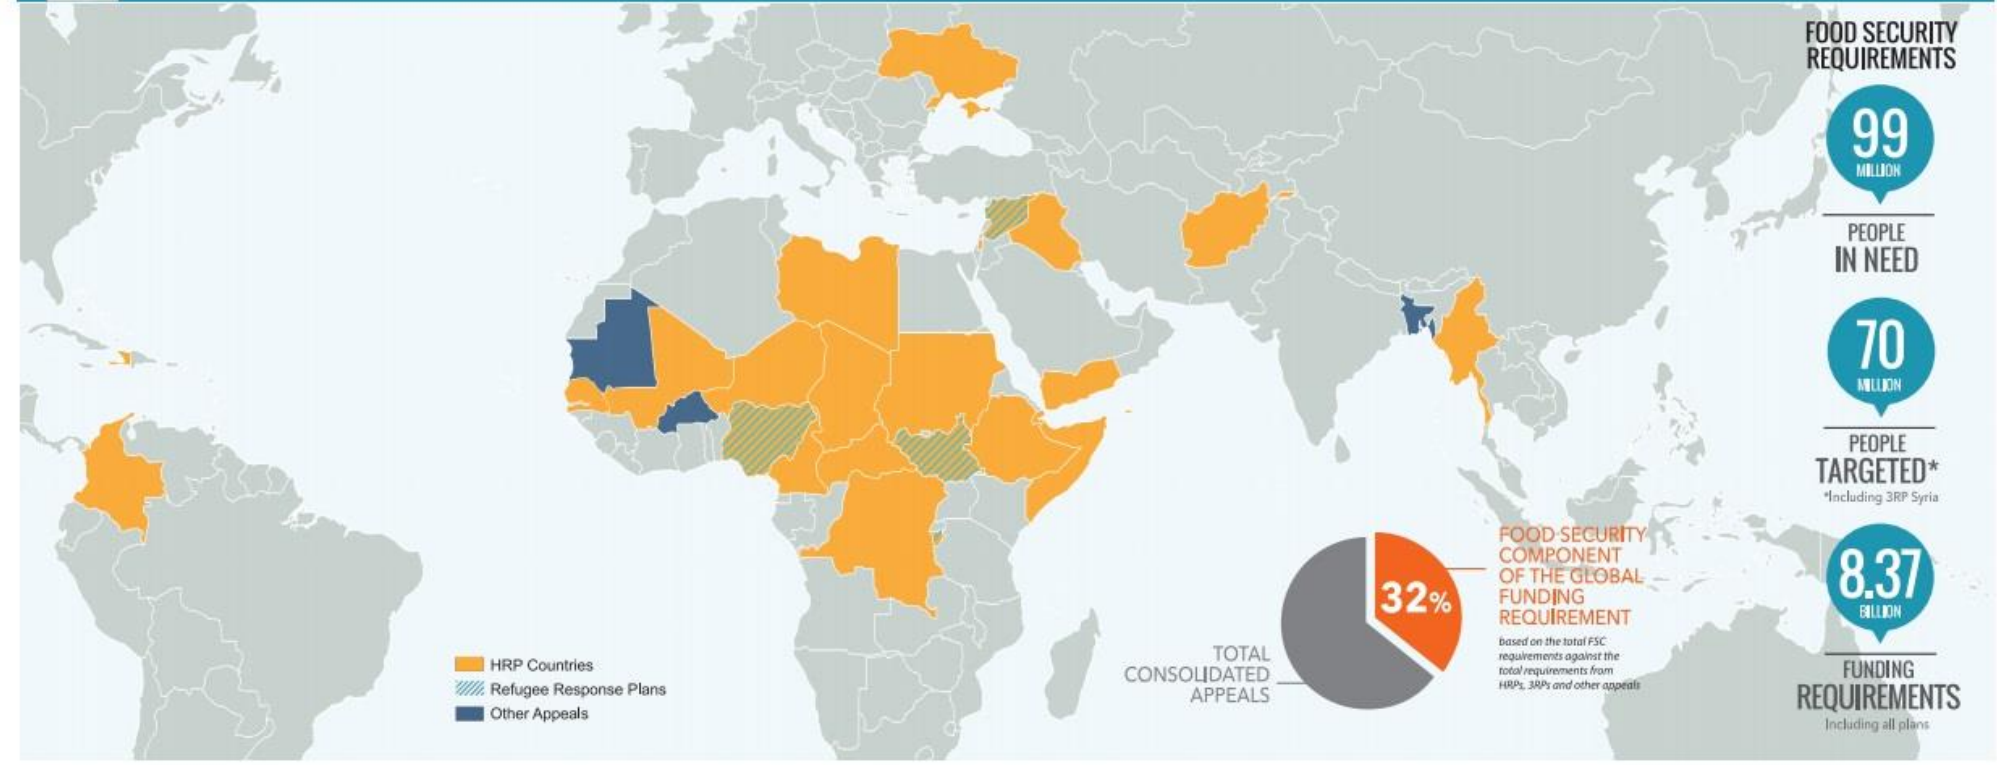 FOOD SECURITY
REQUIREMENTS
99
MILLION
PEOPLE
IN NEED
70
MILLION
PEOPLE
TARGETED*
*Including 3RP Syria
8.37
BILLION
FUNDING
REQUIREMENTS
Including all plans
HRP Countries
Refugee Response Plans
Other Appeals
TOTAL
CONSOLIDATED
APPEALS
32%
FOOD SECURITY
COMPONENT
OF THE GLOBAL
FUNDING
REQUIREMENT
based on the total FSC
requirements against the
total requirements from
HRPs, 3RPs and other appeals